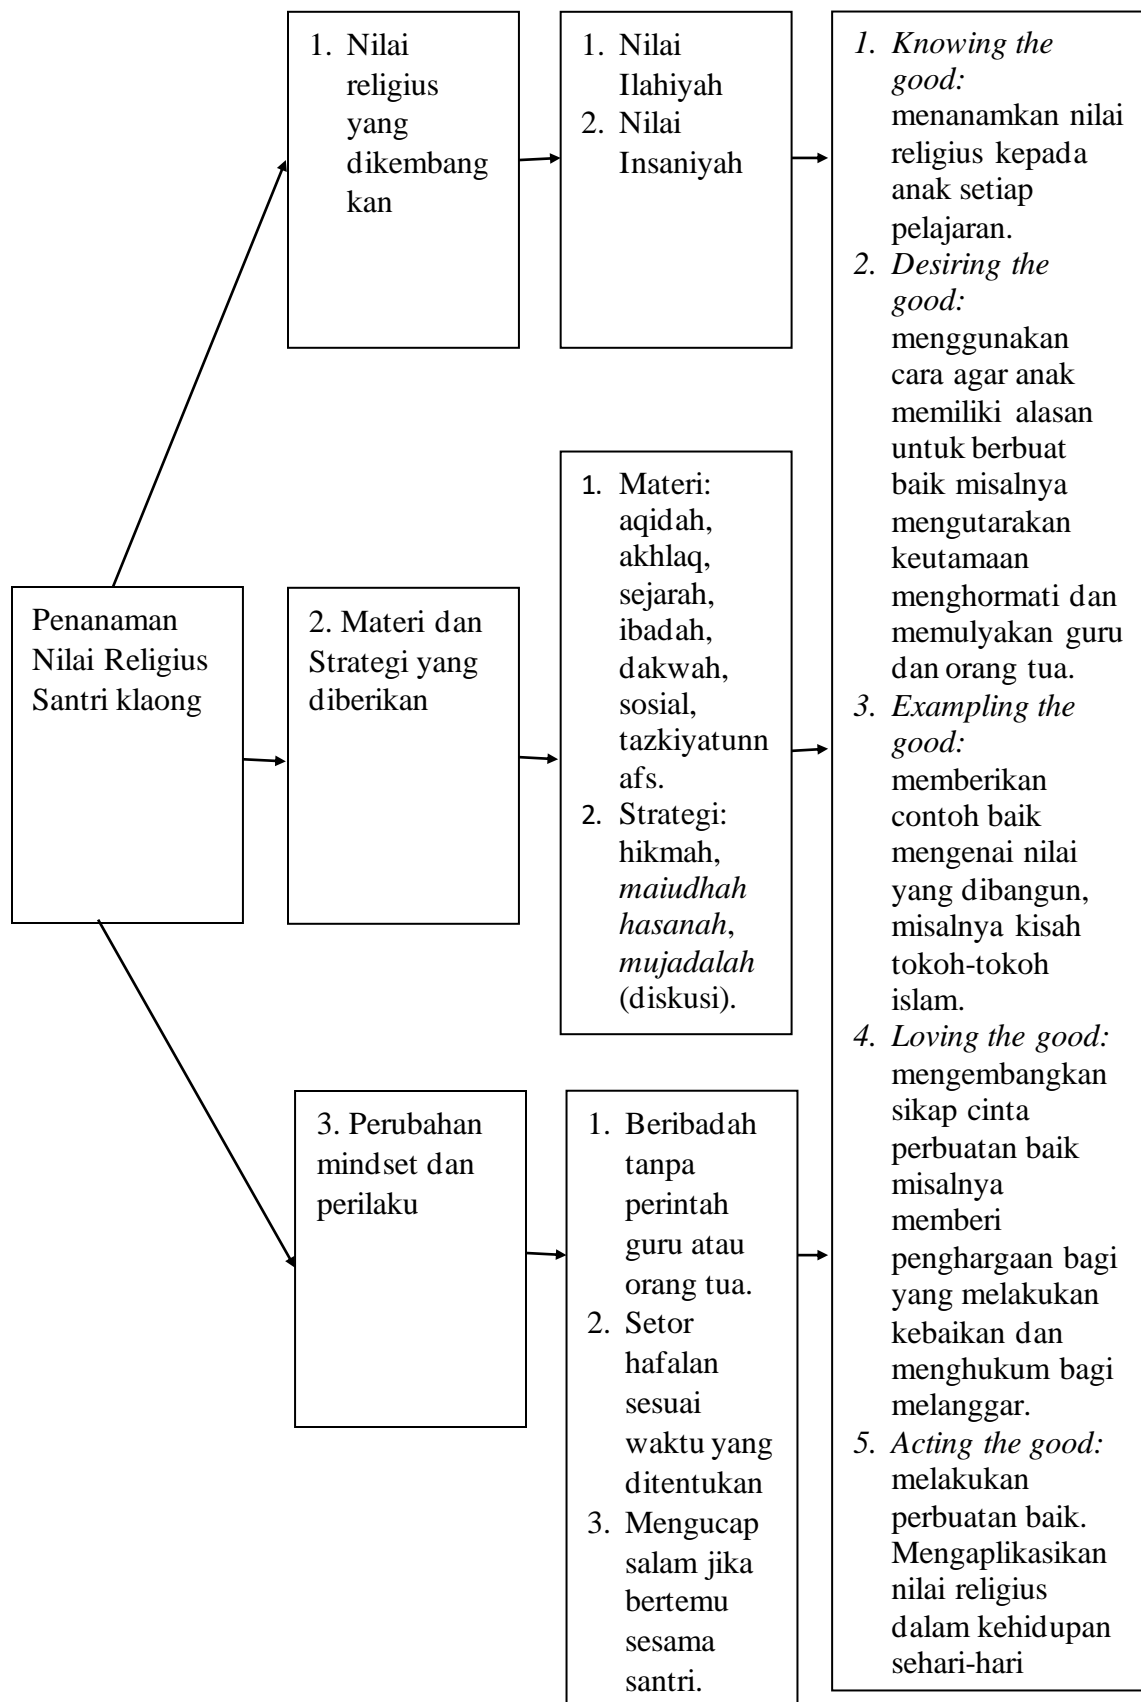 1. Nilai
religius
yang
dikembang
kan
1. Nilai
Ilahiyah
2. Nilai
Insaniyah
1. Knowing the
good:
menanamkan nilai
religius kepada
anak setiap
pelajaran.
2. Desiring the
good:
menggunakan
cara agar anak
memiliki alasan
untuk berbuat
baik misalnya
mengutarakan
keutamaan
menghormati dan
memulyakan guru
dan orang tua.
3. Exampling the
good:
memberikan
contoh baik
mengenai nilai
yang dibangun,
misalnya kisah
tokoh-tokoh
islam.
4. Loving the good:
mengembangkan
sikap cinta
perbuatan baik
misalnya
memberi
penghargaan bagi
yang melakukan
kebaikan dan
menghukum bagi
melanggar.
5. Acting the good:
melakukan
perbuatan baik.
Mengaplikasikan
nilai religius
dalam kehidupan
sehari-hari
Penanaman
Nilai Religius
Santri klaong
2. Materi dan
Strategi yang
diberikan
1. Materi:
aqidah,
akhlaq,
sejarah,
ibadah,
dakwah,
sosial,
tazkiyatunn
afs.
2. Strategi:
hikmah,
maiudhah
hasanah,
mujadalah
(diskusi).
3. Perubahan
mindset dan
perilaku
1. Beribadah
tanpa
perintah
guru atau
orang tua.
2. Setor
hafalan
sesuai
waktu yang
ditentukan
3. Mengucap
salam jika
bertemu
sesama
santri.